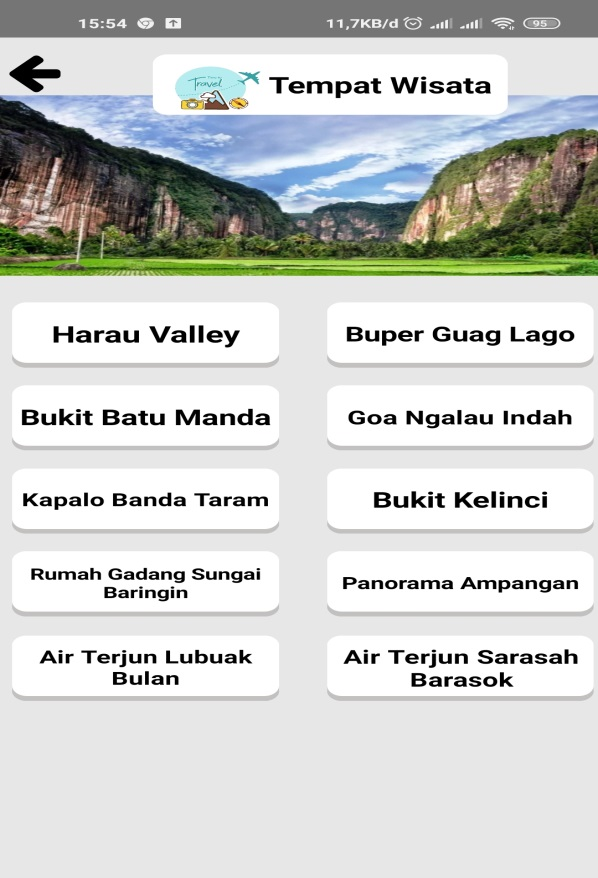 15:54
11,7KB/d
95
Travel
Tempat Wisata
Harau Valley
Buper Guag Lago
Bukit Batu Manda
Goa Ngalau Indah
Kapalo Banda Taram
Bukit Kelinci
Rumah Gadang Sungai
Baringin
Panorama Ampangan
Air Terjun Lubuak
Bulan
Air Terjun Sarasah
Barasok